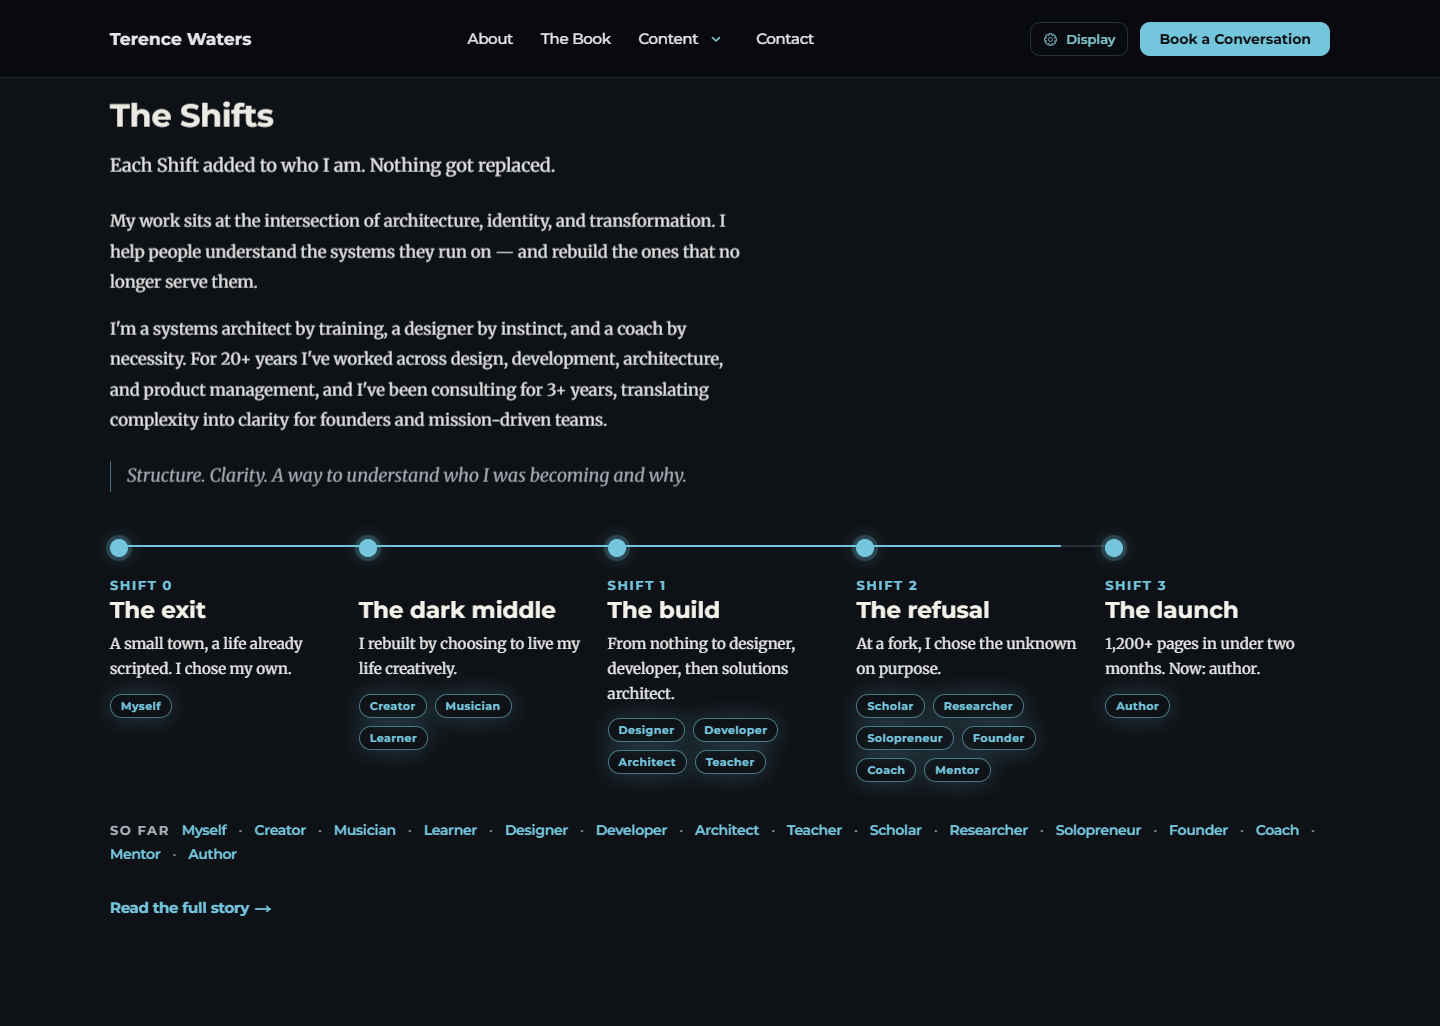 Terence Waters
About
The Book
Content
Contact
Display
Book a Conversation
The Shifts
Each Shift added to who I am. Nothing got replaced.
My work sits at the intersection of architecture, identity, and transformation. I
help people understand the systems they run on — and rebuild the ones that no
longer serve them.
I'm a systems architect by training, a designer by instinct, and a coach by
necessity. For 20+ years I've worked across design, development, architecture,
and product management, and I've been consulting for 3+ years, translating
complexity into clarity for founders and mission-driven teams.
Structure. Clarity. A way to understand who I was becoming and why.
SHIFT 0
The exit
A small town, a life already
scripted. I chose my own.
Myself
The dark middle
I rebuilt by choosing to live my
life creatively.
Creator Musician
Learner
SHIFT 1
The build
From nothing to designer,
developer, then solutions
architect.
Designer Developer
Architect Teacher
SHIFT 2
The refusal
At a fork, I chose the unknown
on purpose.
Scholar Researcher
Solopreneur Founder
Coach Mentor
SHIFT 3
The launch
1,200+ pages in under two
months. Now: author.
Author
SO FAR Myself · Creator · Musician · Learner · Designer · Developer · Architect · Teacher · Scholar · Researcher · Solopreneur · Founder · Coach ·
Mentor · Author
Read the full story →